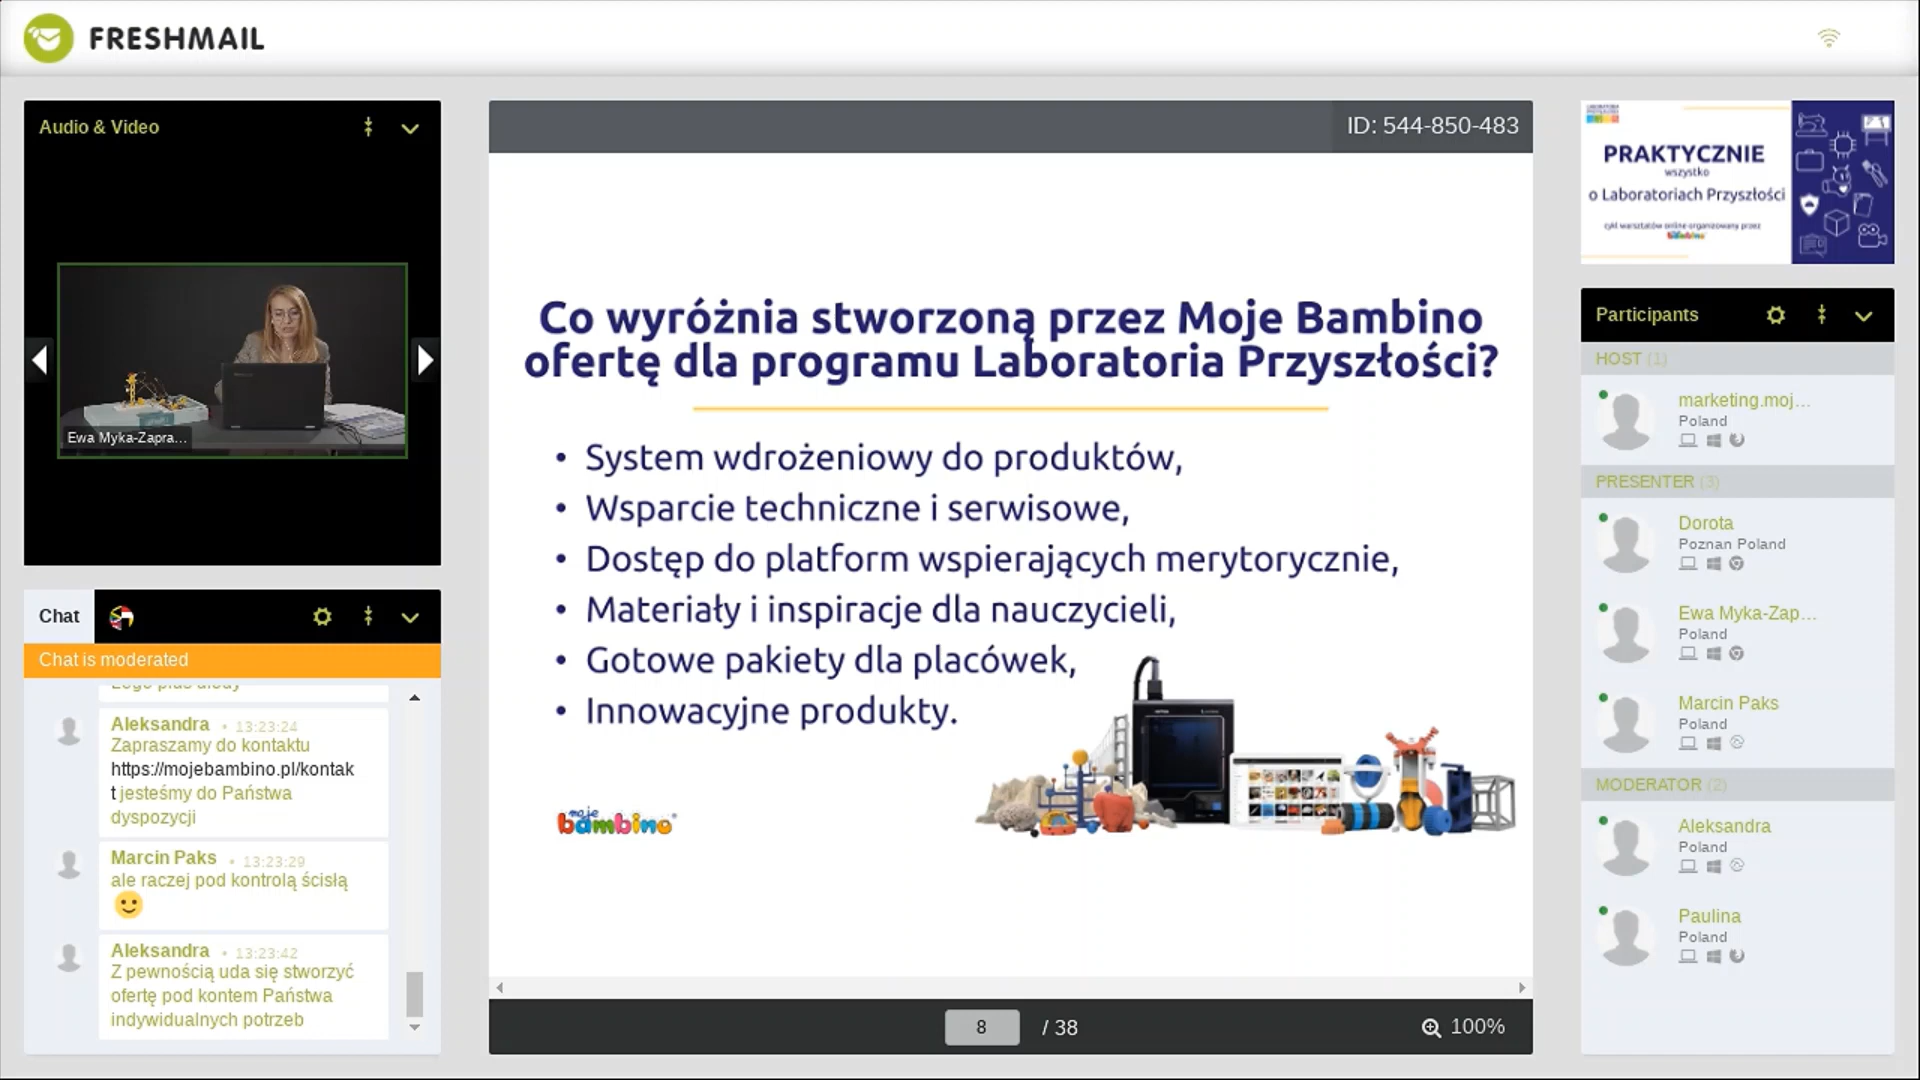 FRESHMAIL
Audio & Video
Ewa Myka-Zapra...
Chat
Chat is moderated
Aleksandra • 13:23:24
Zapraszamy do kontaktu
https://mojebambino.pl/kontak
t jesteśmy do Państwa
dyspozycji
Marcin Paks • 13:23:29
ale raczej pod kontrolą ścisłą
Aleksandra • 13:23:42
Z pewnością uda się stworzyć
ofertę pod kontem Państwa
indywidualnych potrzeb
ID: 544-850-483
Co wyróżnia stworzoną przez Moje Bambino
ofertę dla programu Laboratoria Przyszłości?
• System wdrożeniowy do produktów,
• Wsparcie techniczne i serwisowe,
• Dostęp do platform wspierających merytorycznie,
• Materiały i inspiracje dla nauczycieli,
• Gotowe pakiety dla placówek,
• Innowacyjne produkty.
moje
bambino
8 / 38
100%
PRAKTYCZNIE
wszystko
o Laboratoriach Przyszłości
cykl warsztatów online organizowany przez
bambino
Participants
HOST (1)
marketing.moj...
Poland
PRESENTER (3)
Dorota
Poznan Poland
Ewa Myka-Zap...
Poland
Marcin Paks
Poland
MODERATOR (2)
Aleksandra
Poland
Paulina
Poland